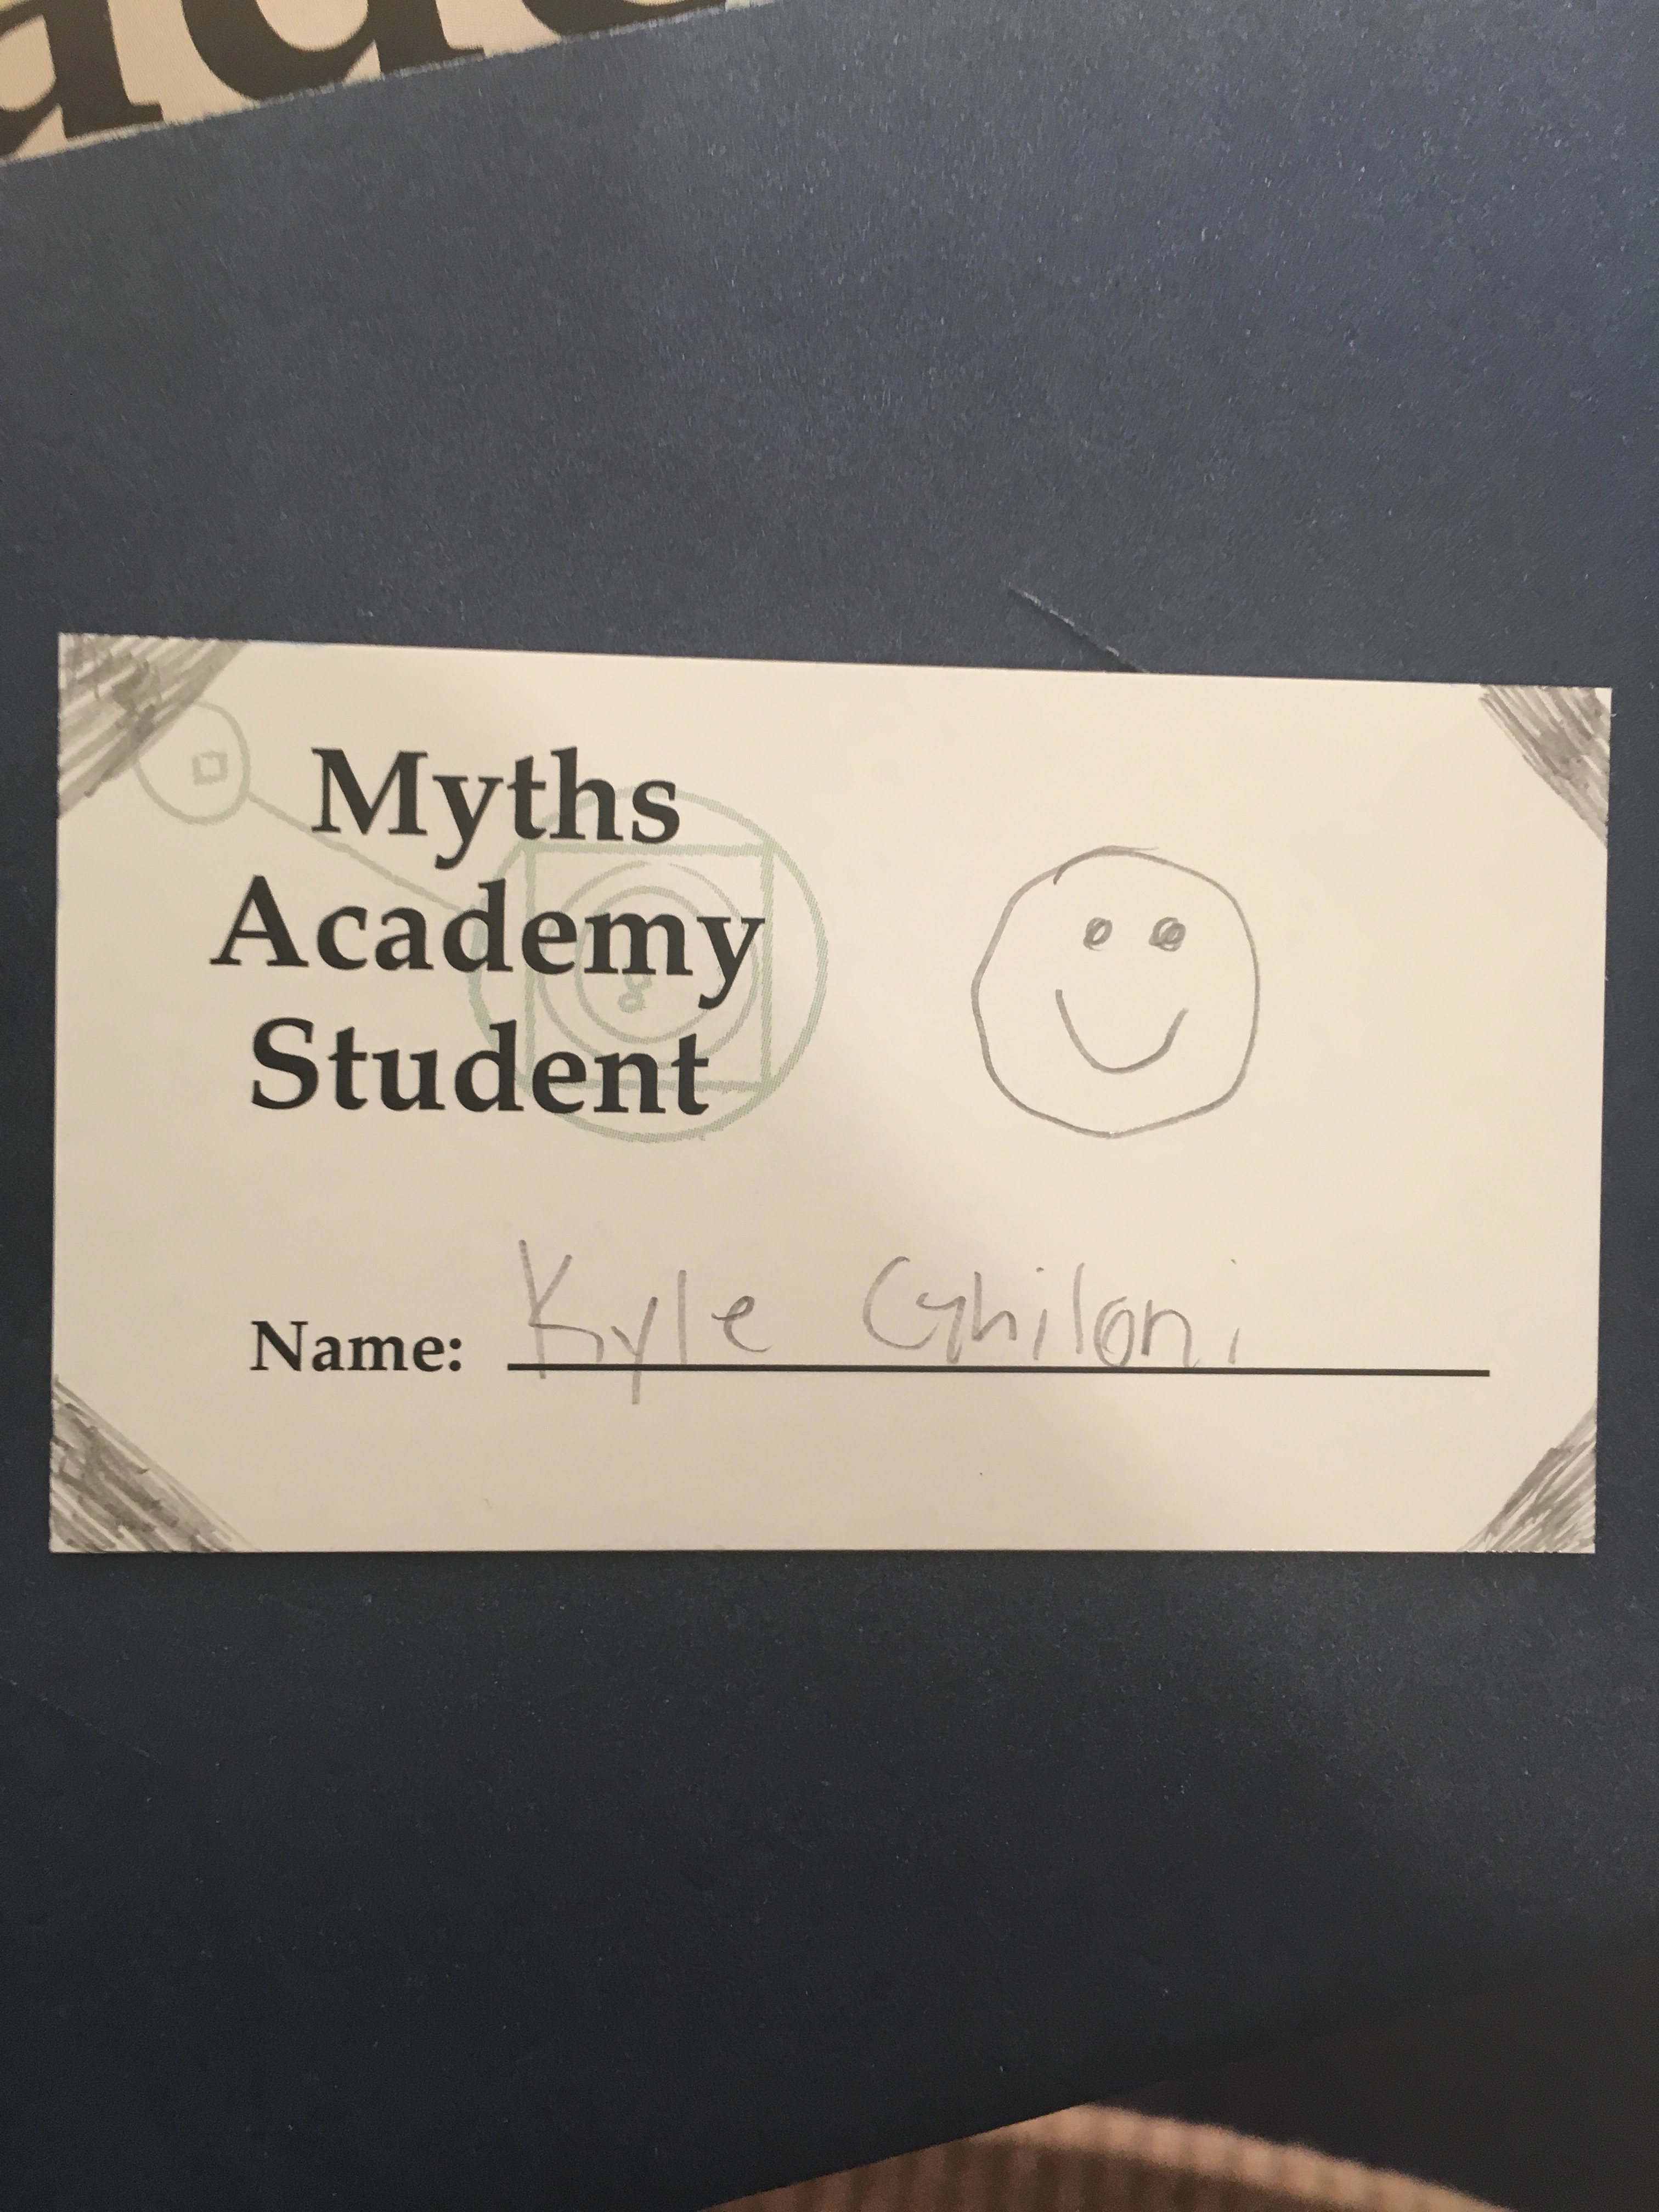 Myths
Academy
Student
Name: Kyle Ghiloni